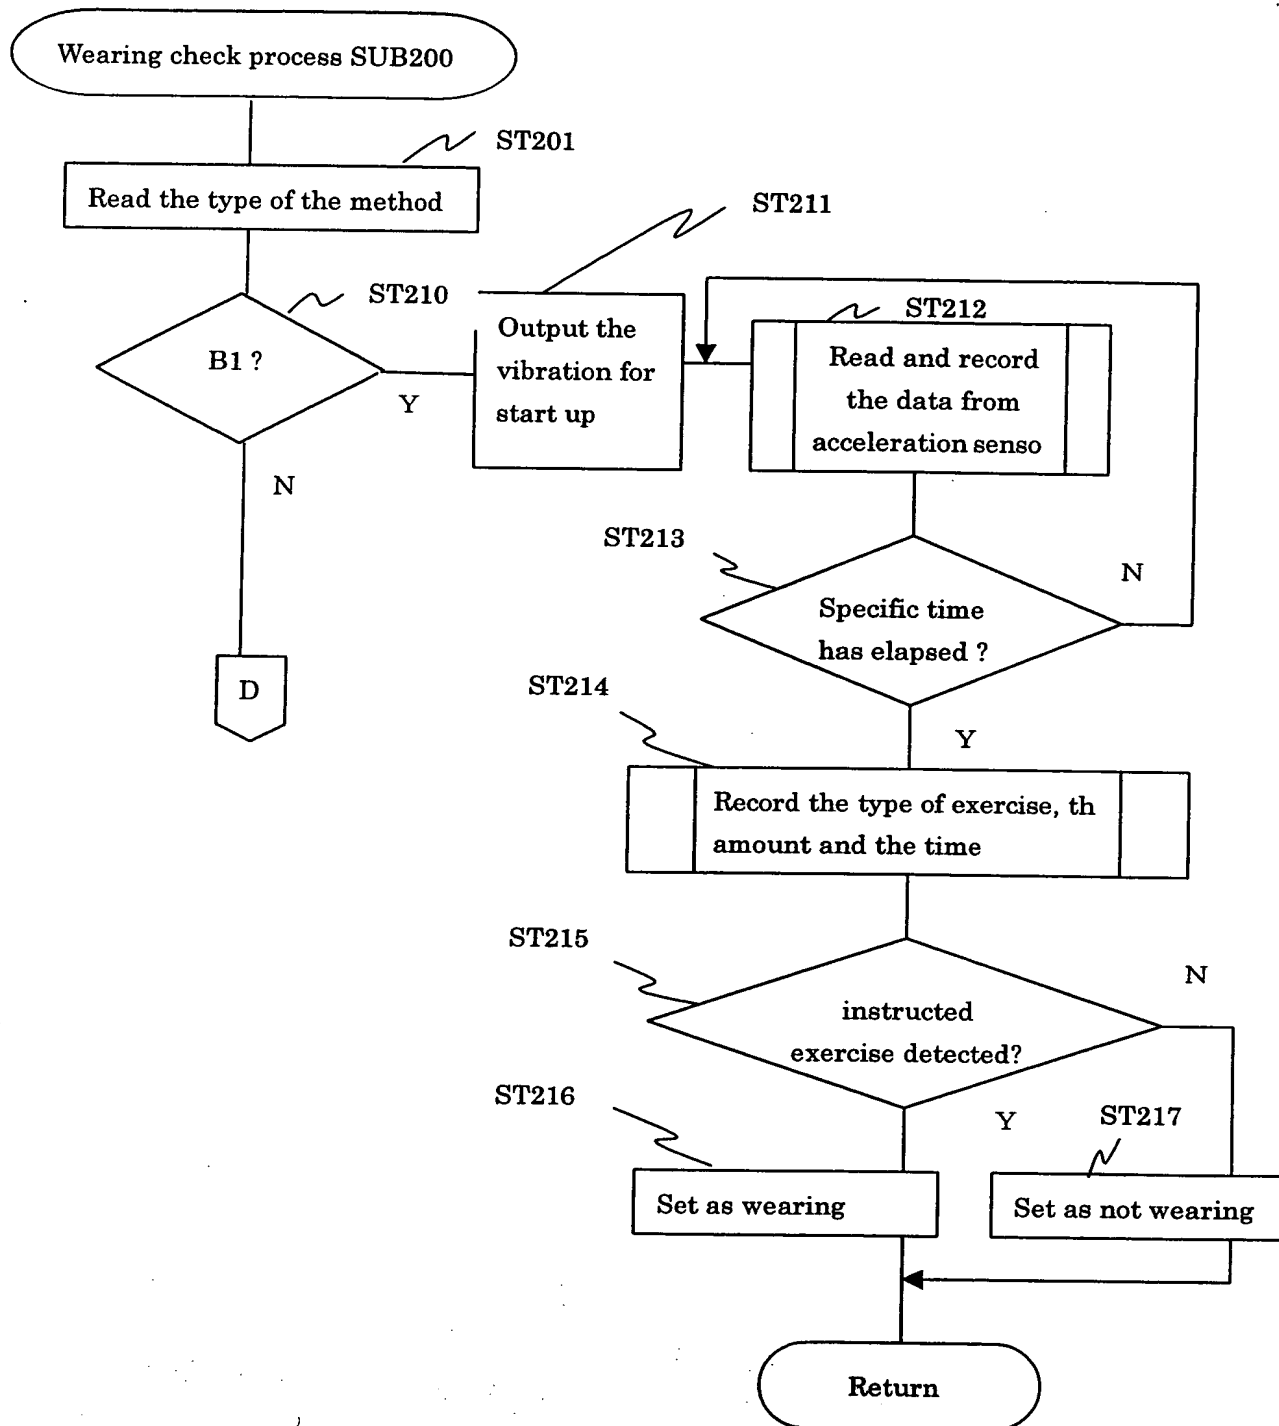 Wearing check process SUB200
ST201
Read the type of the method
ST211
ST210
B1 ?
Y
N
D
Output the
vibration for
start up
ST212
Read and record
the data from
acceleration senso
ST213
N
Specific time
has elapsed ?
ST214
Y
Record the type of exercise, th
amount and the time
ST215
N
instructed
exercise detected?
ST216
Y
ST217
Set as wearing
Set as not wearing
Return